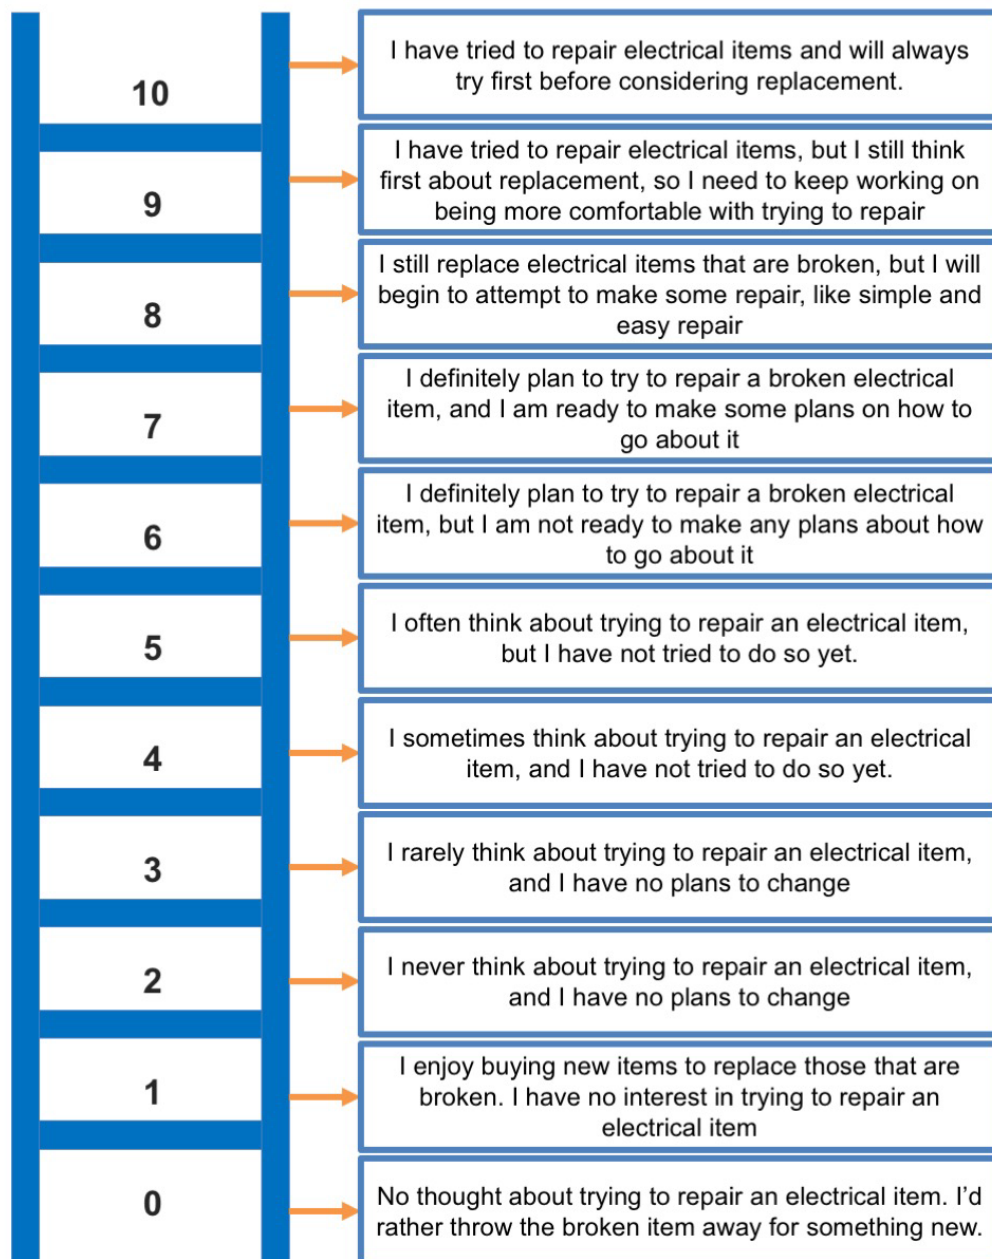 10
I have tried to repair electrical items and will always
try first before considering replacement.
9
I have tried to repair electrical items, but I still think
first about replacement, so I need to keep working on
being more comfortable with trying to repair
8
I still replace electrical items that are broken, but I will
begin to attempt to make some repair, like simple and
easy repair
7
I definitely plan to try to repair a broken electrical
item, and I am ready to make some plans on how to
go about it
6
I definitely plan to try to repair a broken electrical
item, but I am not ready to make any plans about how
to go about it
5
I often think about trying to repair an electrical item,
but I have not tried to do so yet.
4
I sometimes think about trying to repair an electrical
item, and I have not tried to do so yet.
3
I rarely think about trying to repair an electrical item,
and I have no plans to change
2
I never think about trying to repair an electrical item,
and I have no plans to change
1
I enjoy buying new items to replace those that are
broken. I have no interest in trying to repair an
electrical item
0
No thought about trying to repair an electrical item. I’d
rather throw the broken item away for something new.